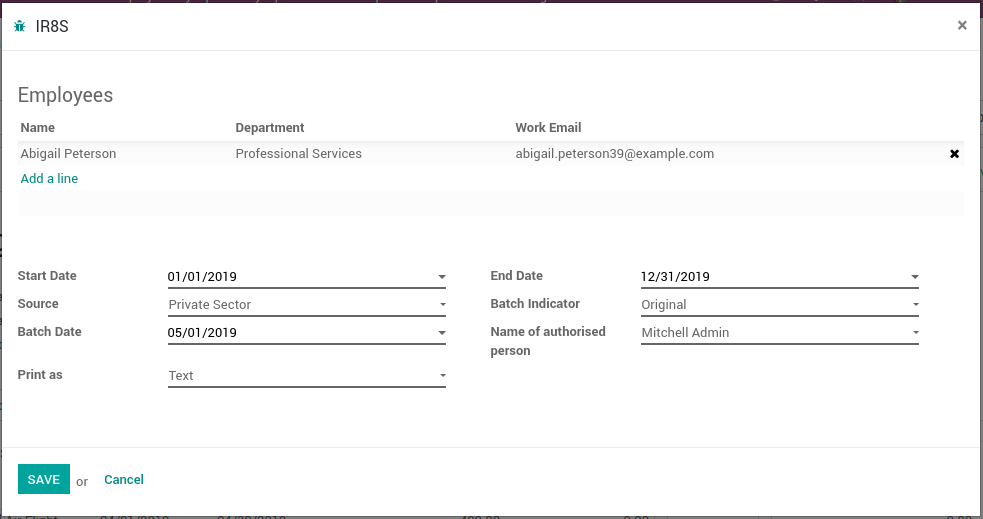 IR8S ×
Employees
Name Department Work Email
Abigail Peterson Professional Services abigail.peterson39@example.com ✖
Add a line
Start Date 01/01/2019 End Date 12/31/2019
Source Private Sector Batch Indicator Original
Batch Date 05/01/2019 Name of authorised person Mitchell Admin
Print as Text
SAVE or Cancel